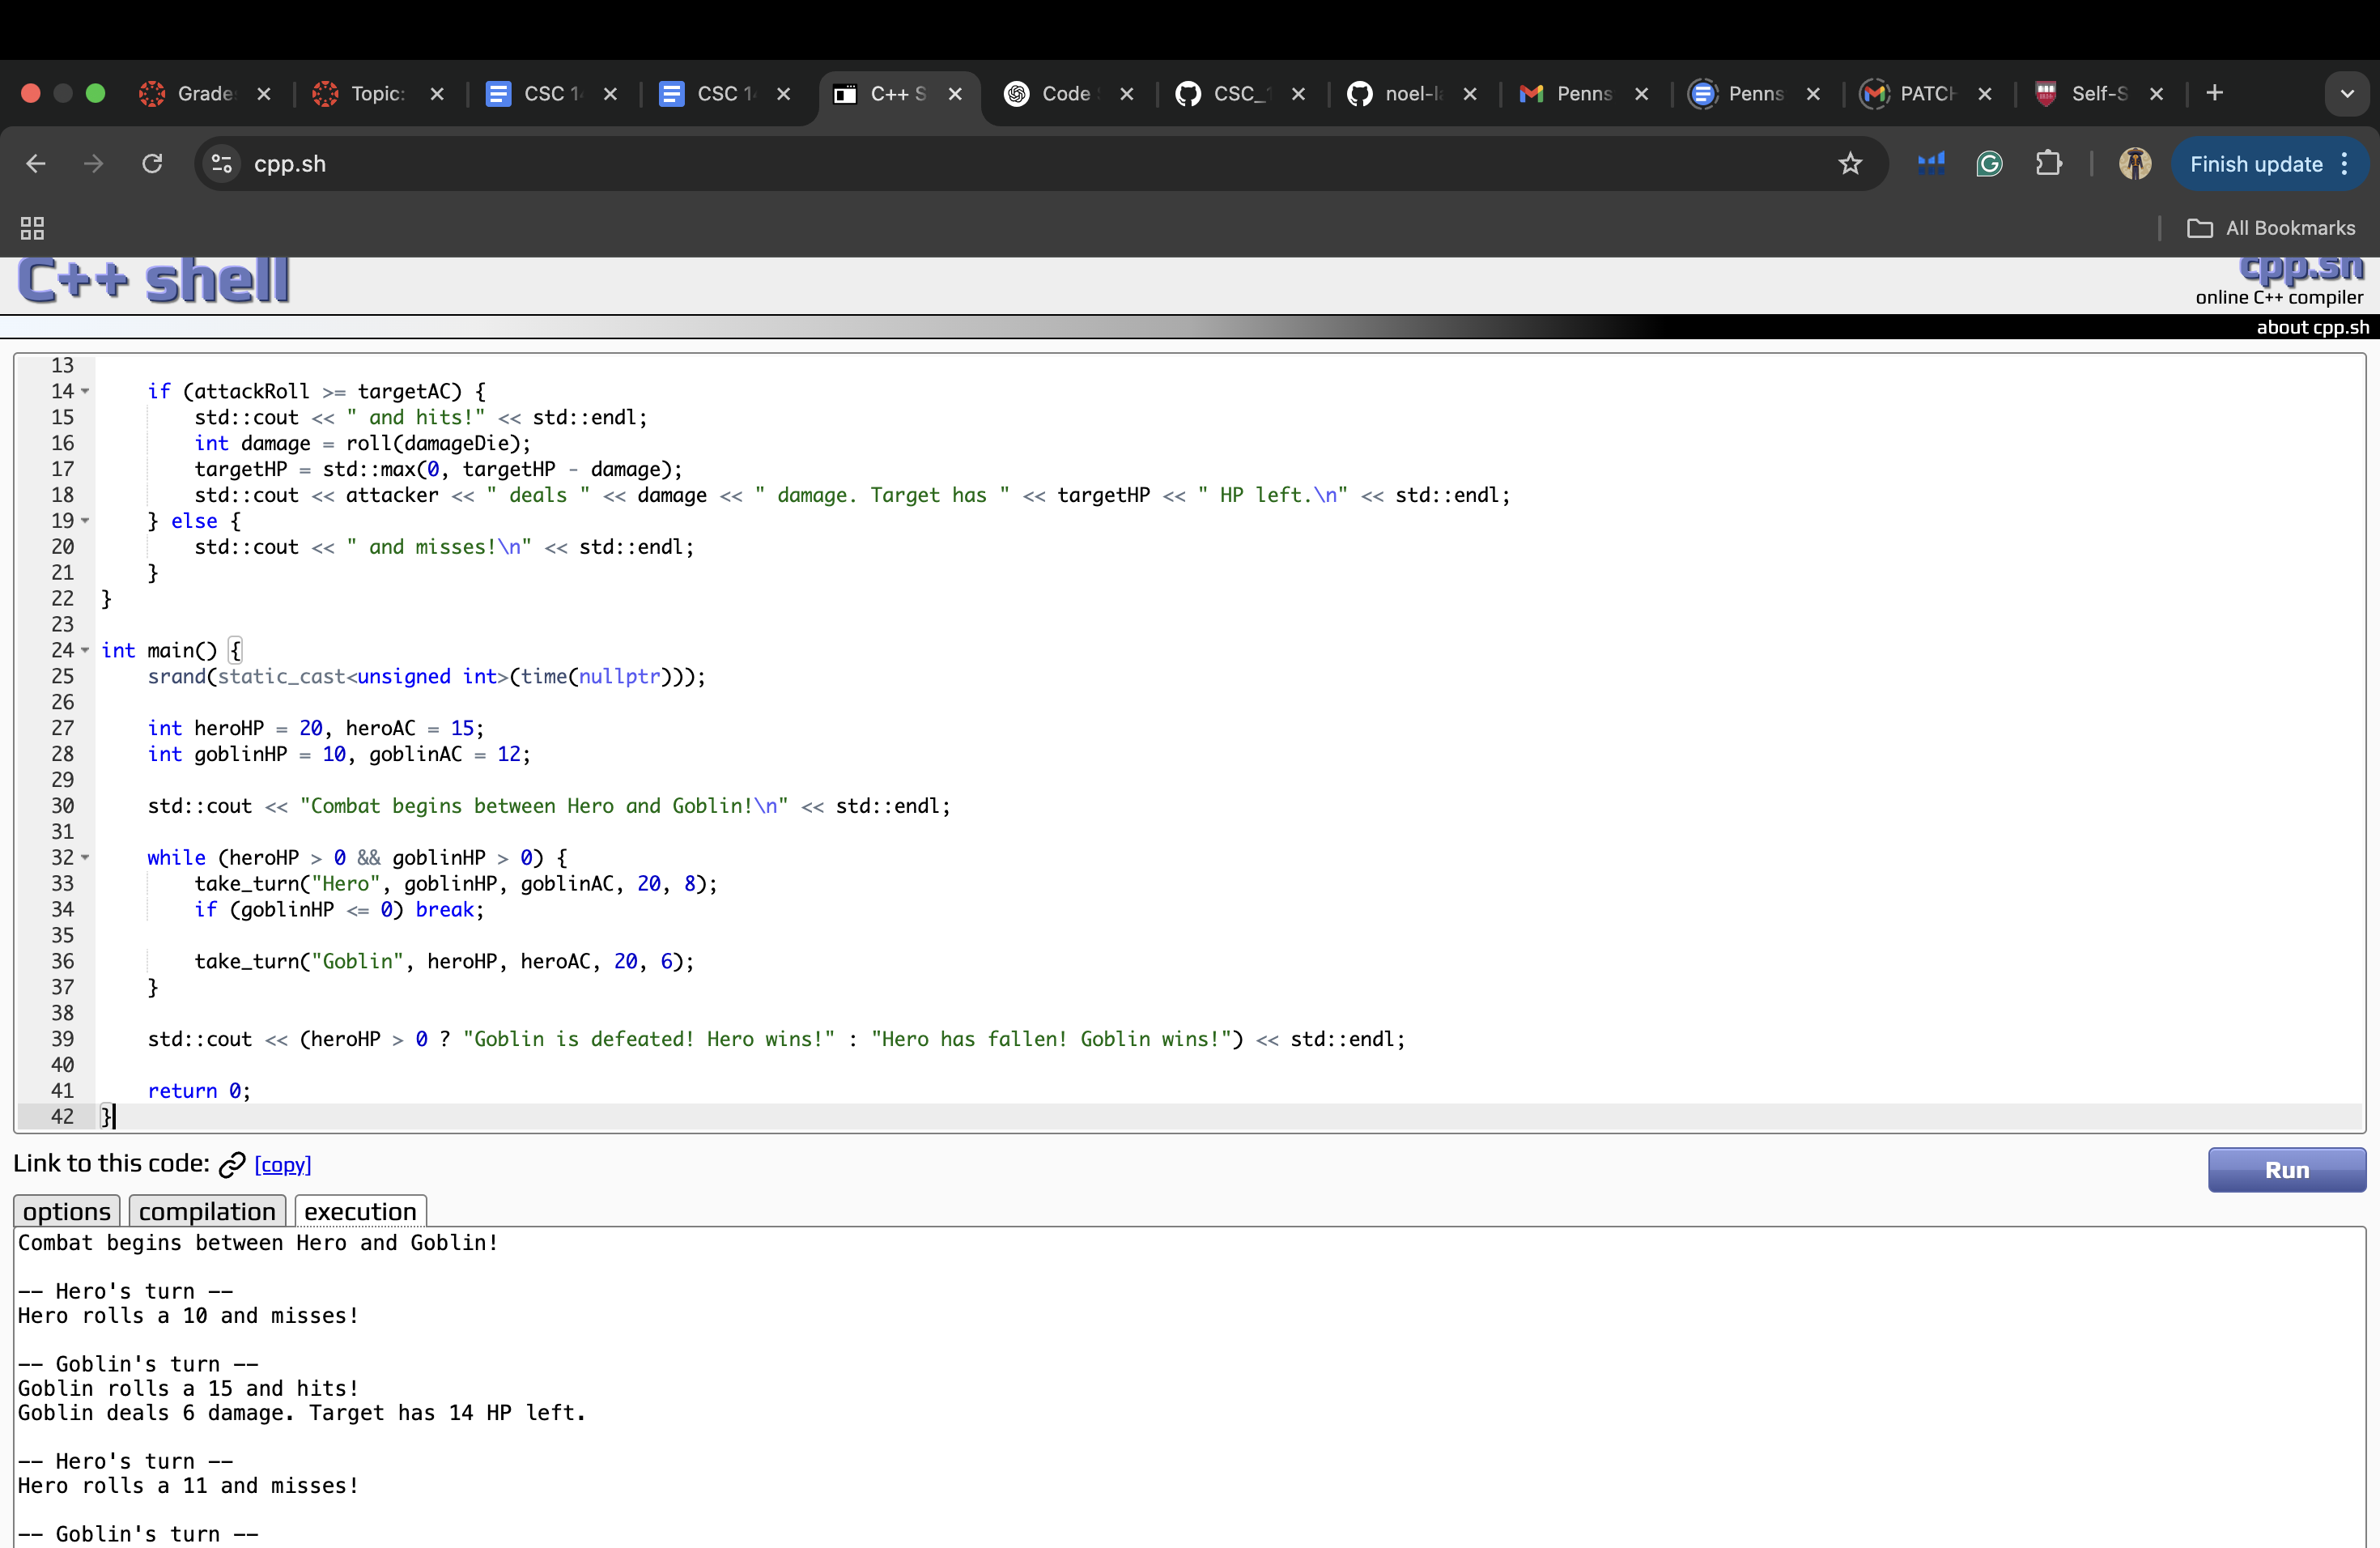 Grade
Topic:
CSC 1
CSC 1
C++ S
Code
CSC_1
noel-l
Penns
Penns
PATCH
Self-S
cpp.sh
Finish update
All Bookmarks
C++ shell
cpp.sh
online C++ compiler
about cpp.sh
13
14 if (attackRoll >= targetAC) {
15 std::cout << " and hits!" << std::endl;
16 int damage = roll(damageDie);
17 targetHP = std::max(0, targetHP - damage);
18 std::cout << attacker << " deals " << damage << " damage. Target has " << targetHP << " HP left.\n" << std::endl;
19 } else {
20 std::cout << " and misses!\n" << std::endl;
21 }
22 }
23
24 int main() {
25 srand(static_cast<unsigned int>(time(nullptr)));
26
27 int heroHP = 20, heroAC = 15;
28 int goblinHP = 10, goblinAC = 12;
29
30 std::cout << "Combat begins between Hero and Goblin!\n" << std::endl;
31
32 while (heroHP > 0 && goblinHP > 0) {
33 take_turn("Hero", goblinHP, goblinAC, 20, 8);
34 if (goblinHP <= 0) break;
35
36 take_turn("Goblin", heroHP, heroAC, 20, 6);
37 }
38
39 std::cout << (heroHP > 0 ? "Goblin is defeated! Hero wins!" : "Hero has fallen! Goblin wins!") << std::endl;
40
41 return 0;
42 }
Link to this code: [copy]
Run
options compilation execution
Combat begins between Hero and Goblin!
-- Hero's turn --
Hero rolls a 10 and misses!
-- Goblin's turn --
Goblin rolls a 15 and hits!
Goblin deals 6 damage. Target has 14 HP left.
-- Hero's turn --
Hero rolls a 11 and misses!
-- Goblin's turn --